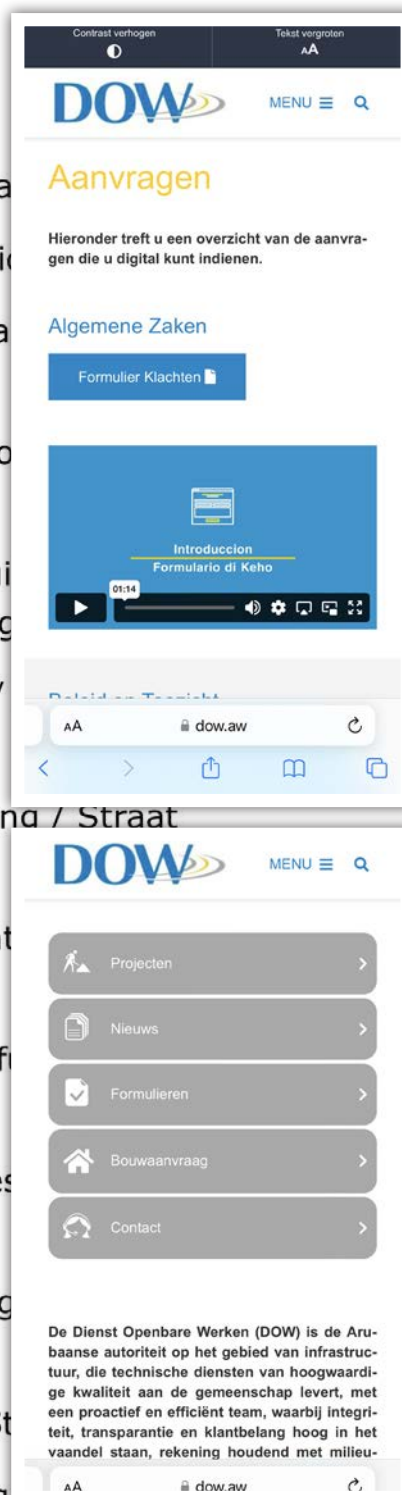 Contrast verhogen
Tekst vergroten
AA
DOW
MENU
Aanvragen
Hieronder treft u een overzicht van de aanvra-
gen die u digital kunt indienen.
Algemene Zaken
Formulier Klachten
Introduccion
Formulario di Keho
01:14
Beleid en Toezicht
AA
dow.aw
/ Straat
DOW
MENU
Projecten
Nieuws
Formulieren
Bouwaanvraag
Contact
De Dienst Openbare Werken (DOW) is de Aru-
baanse autoriteit op het gebied van infrastruc-
tuur, die technische diensten van hoogwaardi-
ge kwaliteit aan de gemeenschap levert, met
een proactief en efficiënt team, waarbij integri-
teit, transparantie en klantbelang hoog in het
vaandel staan, rekening houdend met milieu-
AA
dow.aw